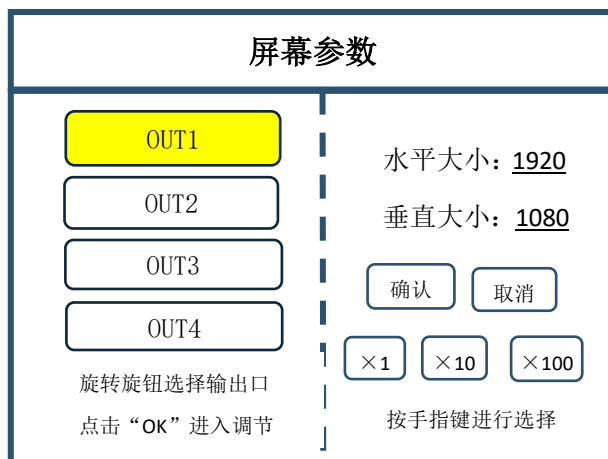 屏幕参数
OUT1
OUT2
OUT3
OUT4
旋转旋钮选择输出口
点击“OK”进入调节
水平大小：1920
垂直大小：1080
确认 取消
×1 ×10 ×100
按手指键进行选择